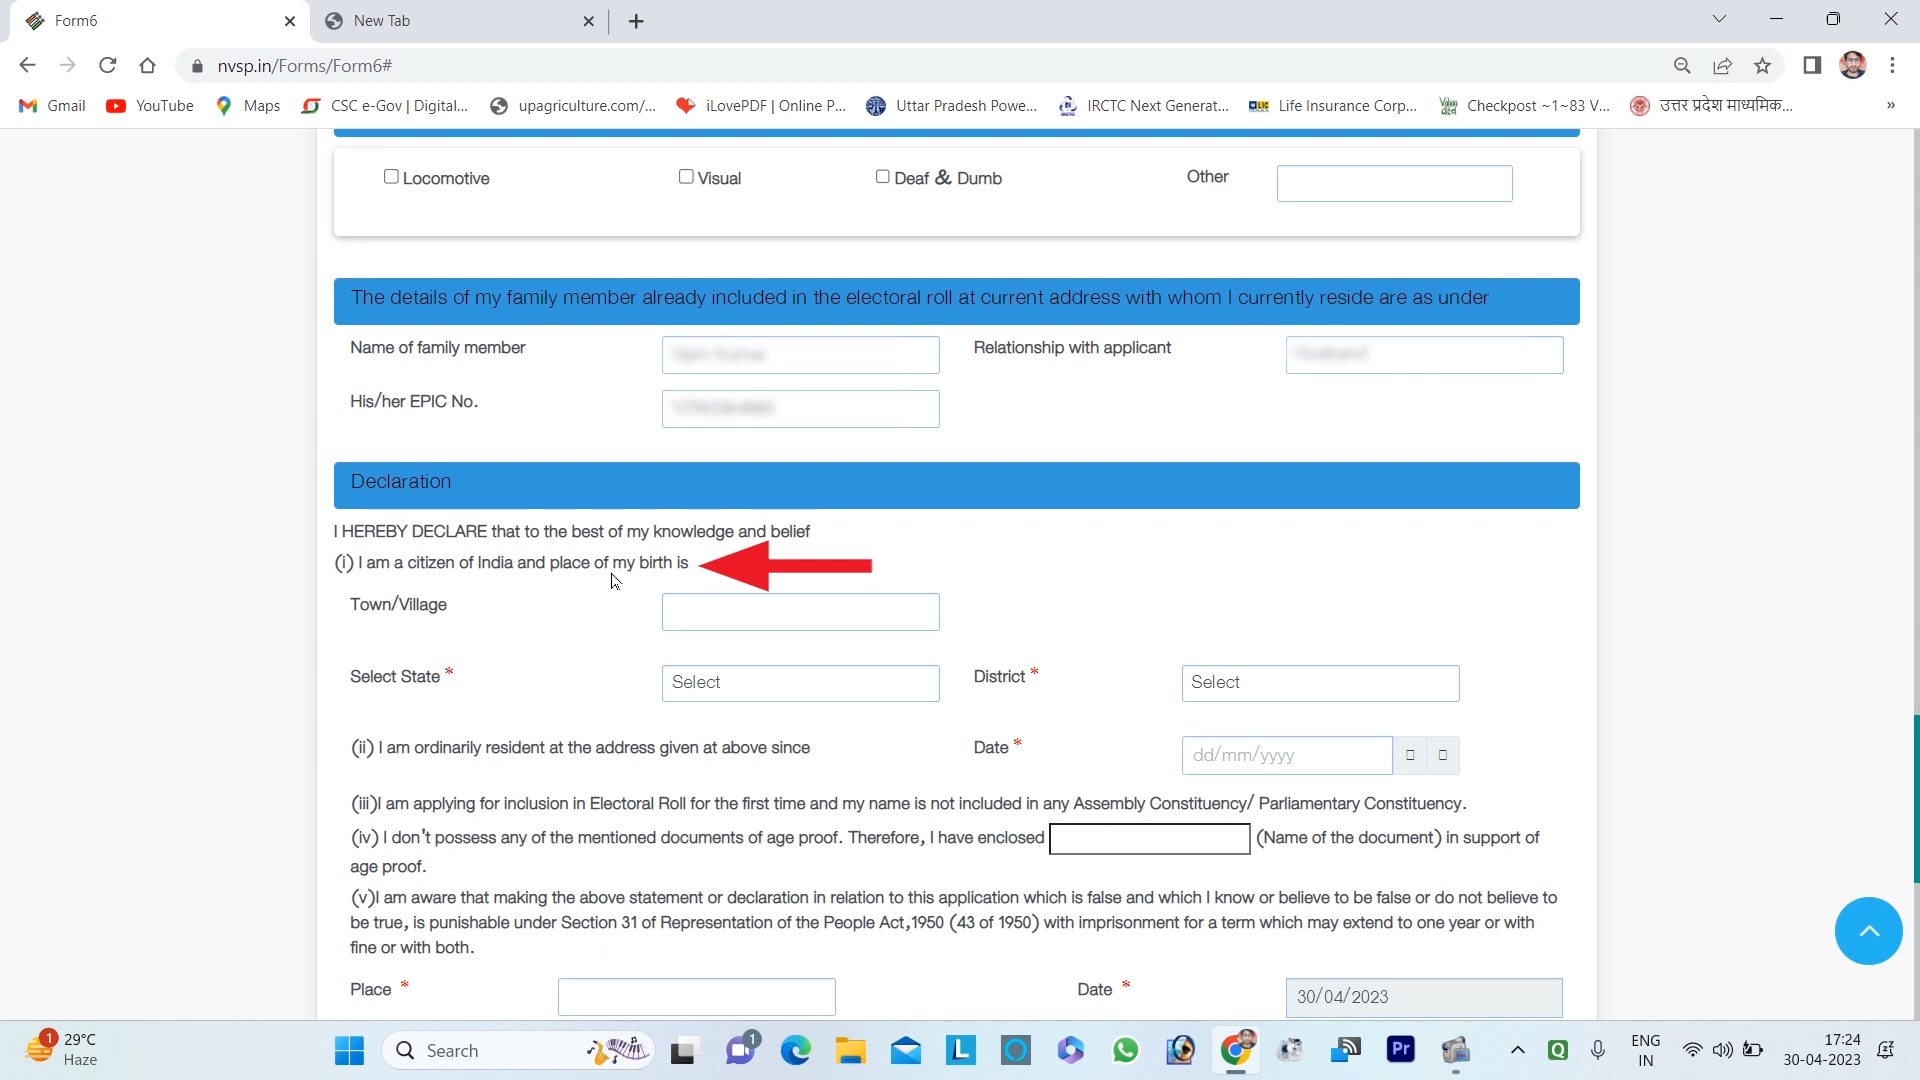 Form6
New Tab
nvsp.in/Forms/Form6#
Gmail YouTube Maps CSC e-Gov | Digital... upagriculture.com/... iLovePDF | Online P... Uttar Pradesh Powe... IRCTC Next Generat... Life Insurance Corp... Checkpost ~1~83 V... उत्तर प्रदेश माध्यमिक... »
Locomotive Visual Deaf & Dumb Other
The details of my family member already included in the electoral roll at current address with whom I currently reside are as under
Name of family member Relationship with applicant
His/her EPIC No.
Declaration
I HEREBY DECLARE that to the best of my knowledge and belief
(i) I am a citizen of India and place of my birth is
Town/Village
Select State * Select District * Select
(ii) I am ordinarily resident at the address given at above since Date * dd/mm/yyyy
(iii)I am applying for inclusion in Electoral Roll for the first time and my name is not included in any Assembly Constituency/ Parliamentary Constituency.
(iv) I don't possess any of the mentioned documents of age proof. Therefore, I have enclosed (Name of the document) in support of
age proof.
(v)I am aware that making the above statement or declaration in relation to this application which is false and which I know or believe to be false or do not believe to
be true, is punishable under Section 31 of Representation of the People Act,1950 (43 of 1950) with imprisonment for a term which may extend to one year or with
fine or with both.
Place * Date * 30/04/2023
1 29°C
Haze
Search
1
L
Pr
Q
ENG
IN
17:24
30-04-2023